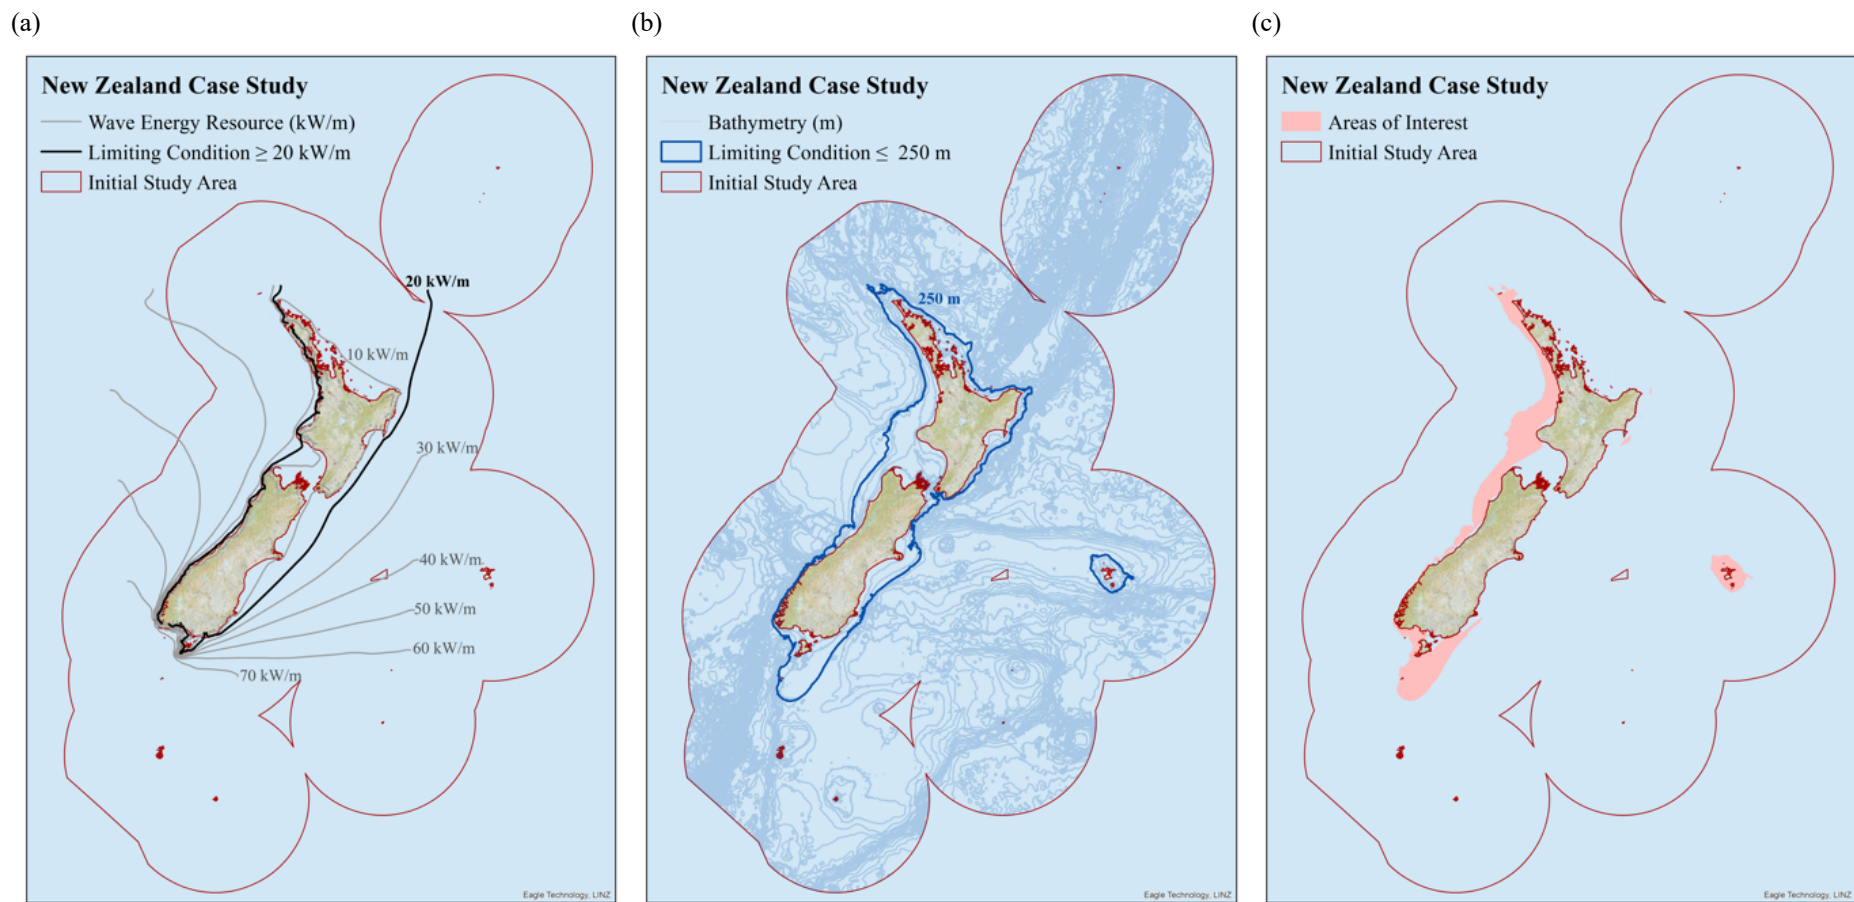 (a)
New Zealand Case Study
Wave Energy Resource (kW/m)
Limiting Condition ≥ 20 kW/m
Initial Study Area
20 kW/m
10 kW/m
30 kW/m
40 kW/m
50 kW/m
60 kW/m
70 kW/m
Eagle Technology, LINZ
(b)
New Zealand Case Study
Bathymetry (m)
Limiting Condition ≤ 250 m
Initial Study Area
250 m
Eagle Technology, LINZ
(c)
New Zealand Case Study
Areas of Interest
Initial Study Area
Eagle Technology, LINZ